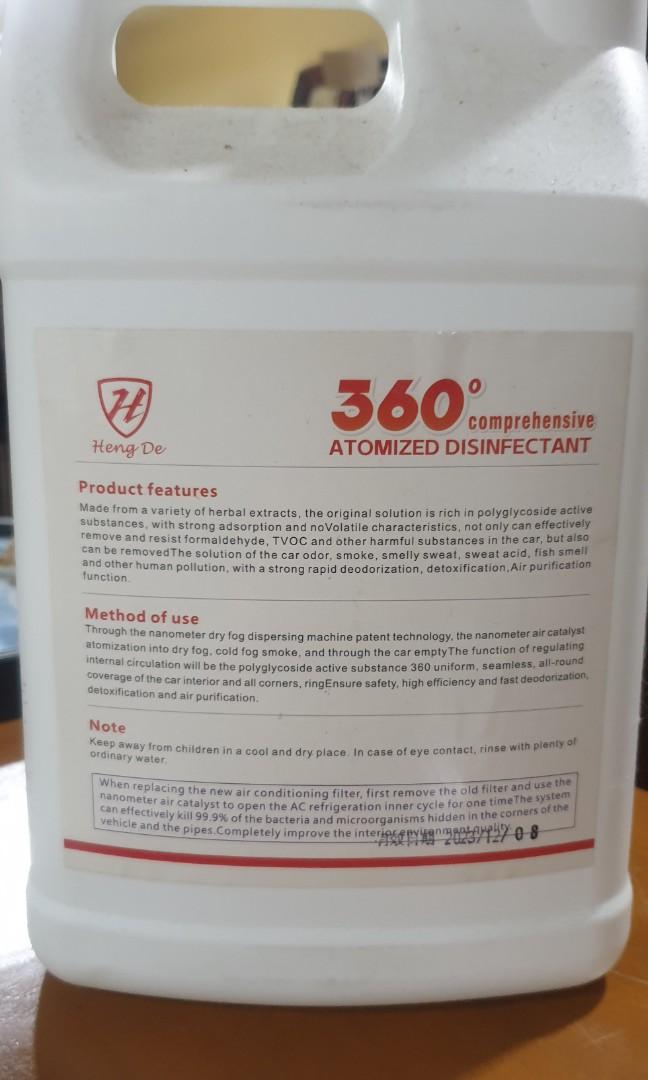 H
Heng De
360°
comprehensive
ATOMIZED DISINFECTANT
Product features
Made from a variety of herbal extracts, the original solution is rich in polyglycoside active
substances, with strong adsorption and noVolatile characteristics, not only can effectively
remove and resist formaldehyde, TVOC and other harmful substances in the car, but also
can be removedThe solution of the car odor, smoke, smelly sweat, sweat acid, fish smell
and other human pollution, with a strong rapid deodorization, detoxification,Air purification
function.
Method of use
Through the nanometer dry fog dispersing machine patent technology, the nanometer air catalyst
atomization into dry fog, cold fog smoke, and through the car emptyThe function of regulating
internal circulation will be the polyglycoside active substance 360 uniform, seamless, all-round
coverage of the car interior and all corners, ringEnsure safety, high efficiency and fast deodorization,
detoxification and air purification.
Note
Keep away from children in a cool and dry place. In case of eye contact, rinse with plenty of
ordinary water.
When replacing the new air conditioning filter, first remove the old filter and use the
nanometer air catalyst to open the AC refrigeration inner cycle for one timeThe system
can effectively kill 99.9% of the bacteria and microorganisms hidden in the corners of the
vehicle and the pipes.Completely improve the interior environment quality.
有效日期 2023/12/08